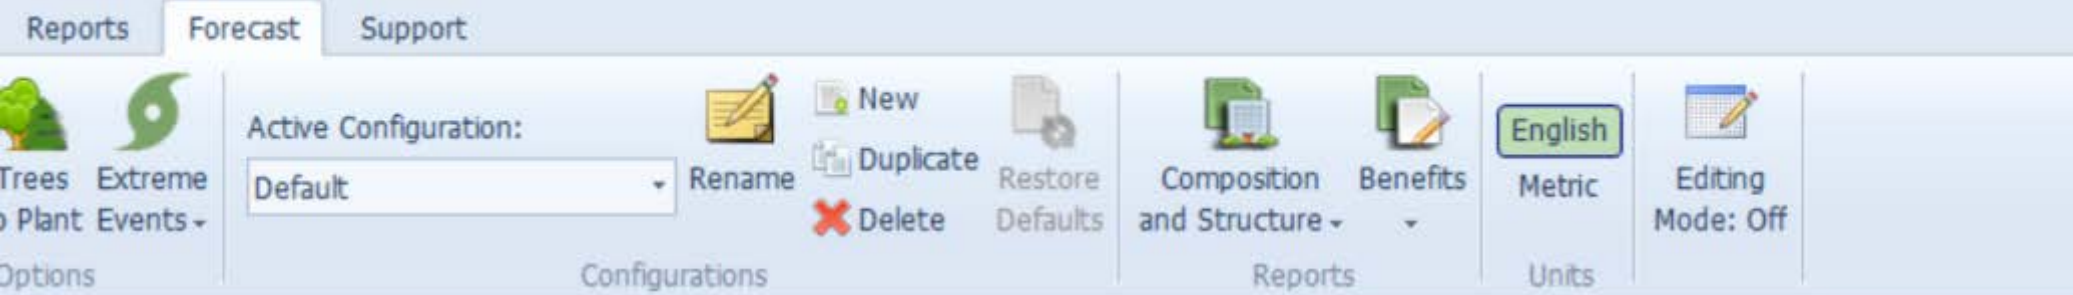 Reports Forecast Support
Active Configuration:
Default
Trees
Plant
Extreme
Events
Rename
New
Duplicate
Delete
Restore
Defaults
Composition
and Structure
Benefits
English
Metric
Editing
Mode: Off
Options Configurations Reports Units